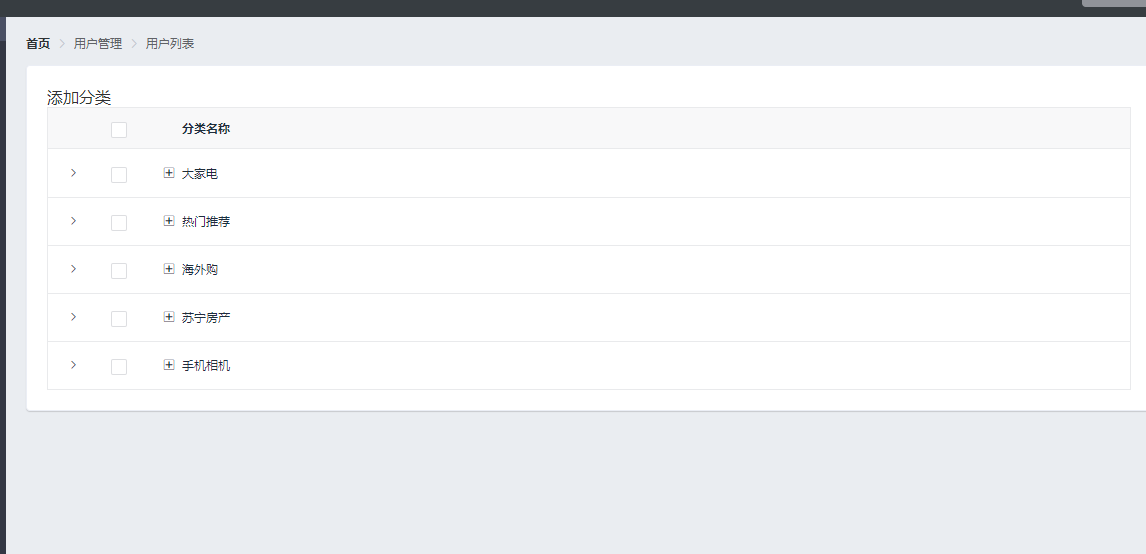 首页 > 用户管理 > 用户列表
添加分类
分类名称
大家电
热门推荐
海外购
苏宁房产
手机相机